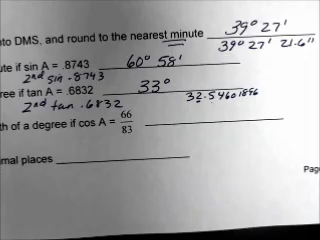 39° 27'
nto DMS, and round to the nearest minute
39° 27' 21.6"
ute if sin A = .8743 60° 58'
2nd sin .8743
ree if tan A = .6832 33°
2nd tan .6832 32.54601896
th of a degree if cos A = 66/83
mal places
Pag